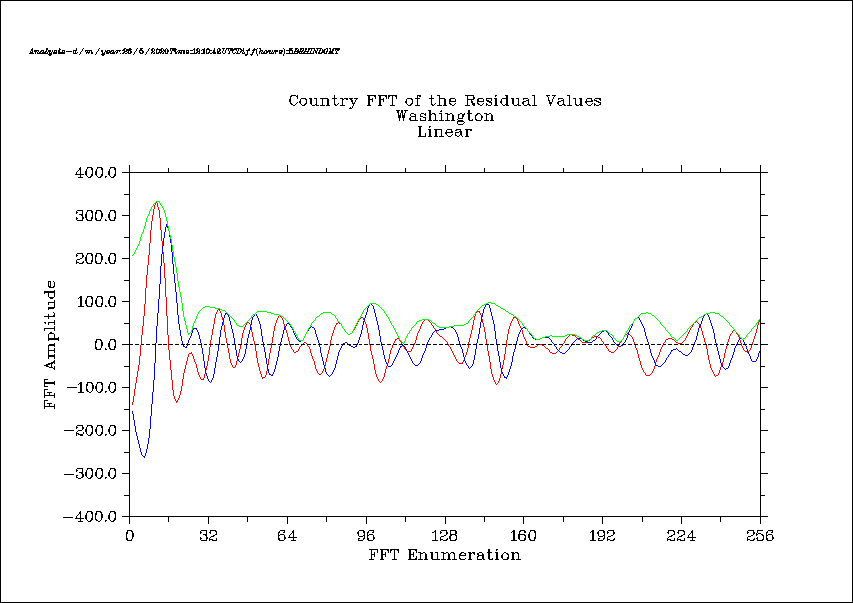 Country FFT of the Residual Values
Washington
Linear
400.0
300.0
200.0
100.0
0.0
−100.0
−200.0
−300.0
−400.0
FFT Amplitude
0 32 64 96 128 160 192 224 256
FFT Enumeration